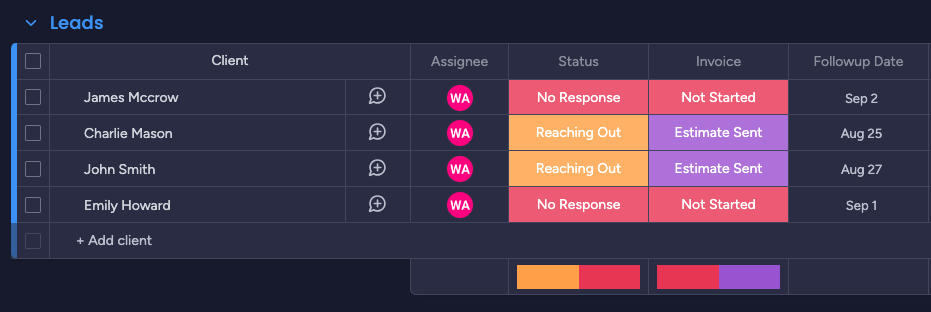 Leads
Client Assignee Status Invoice Followup Date
James Mccrow WA No Response Not Started Sep 2
Charlie Mason WA Reaching Out Estimate Sent Aug 25
John Smith WA Reaching Out Estimate Sent Aug 27
Emily Howard WA No Response Not Started Sep 1
+ Add client